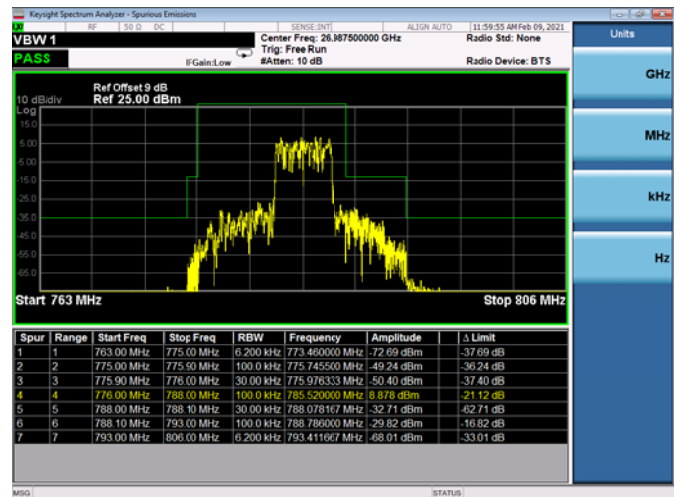 Keysight Spectrum Analyzer - Spurious Emissions
RF 50 Ω DC SENSE:INT ALIGN AUTO 11:59:55 AM Feb 09, 2021
VBW 1
Center Freq: 26.987500000 GHz
Radio Std: None
Trig: Free Run
PASS
IFGain:Low
#Atten: 10 dB
Radio Device: BTS
Units
GHz
MHz
kHz
Hz
Ref Offset 9 dB
10 dB/div Ref 25.00 dBm
Log
15.0
5.00
-5.00
-15.0
-25.0
-35.0
-45.0
-55.0
-65.0
Start 763 MHz Stop 806 MHz
Spur Range Start Freq Stop Freq RBW Frequency Amplitude Δ Limit
1 1 763.00 MHz 775.00 MHz 6.200 kHz 773.460000 MHz -72.69 dBm -37.69 dB
2 2 775.00 MHz 775.90 MHz 100.0 kHz 775.745500 MHz -49.24 dBm -36.24 dB
3 3 775.90 MHz 776.00 MHz 30.00 kHz 775.976333 MHz -50.40 dBm -37.40 dB
4 4 776.00 MHz 788.00 MHz 100.0 kHz 785.520000 MHz 8.878 dBm -21.12 dB
5 5 788.00 MHz 788.10 MHz 30.00 kHz 788.078167 MHz -32.71 dBm -62.71 dB
6 6 788.10 MHz 793.00 MHz 100.0 kHz 788.786000 MHz -29.82 dBm -16.82 dB
7 7 793.00 MHz 806.00 MHz 6.200 kHz 793.411667 MHz -68.01 dBm -33.01 dB
MSG STATUS